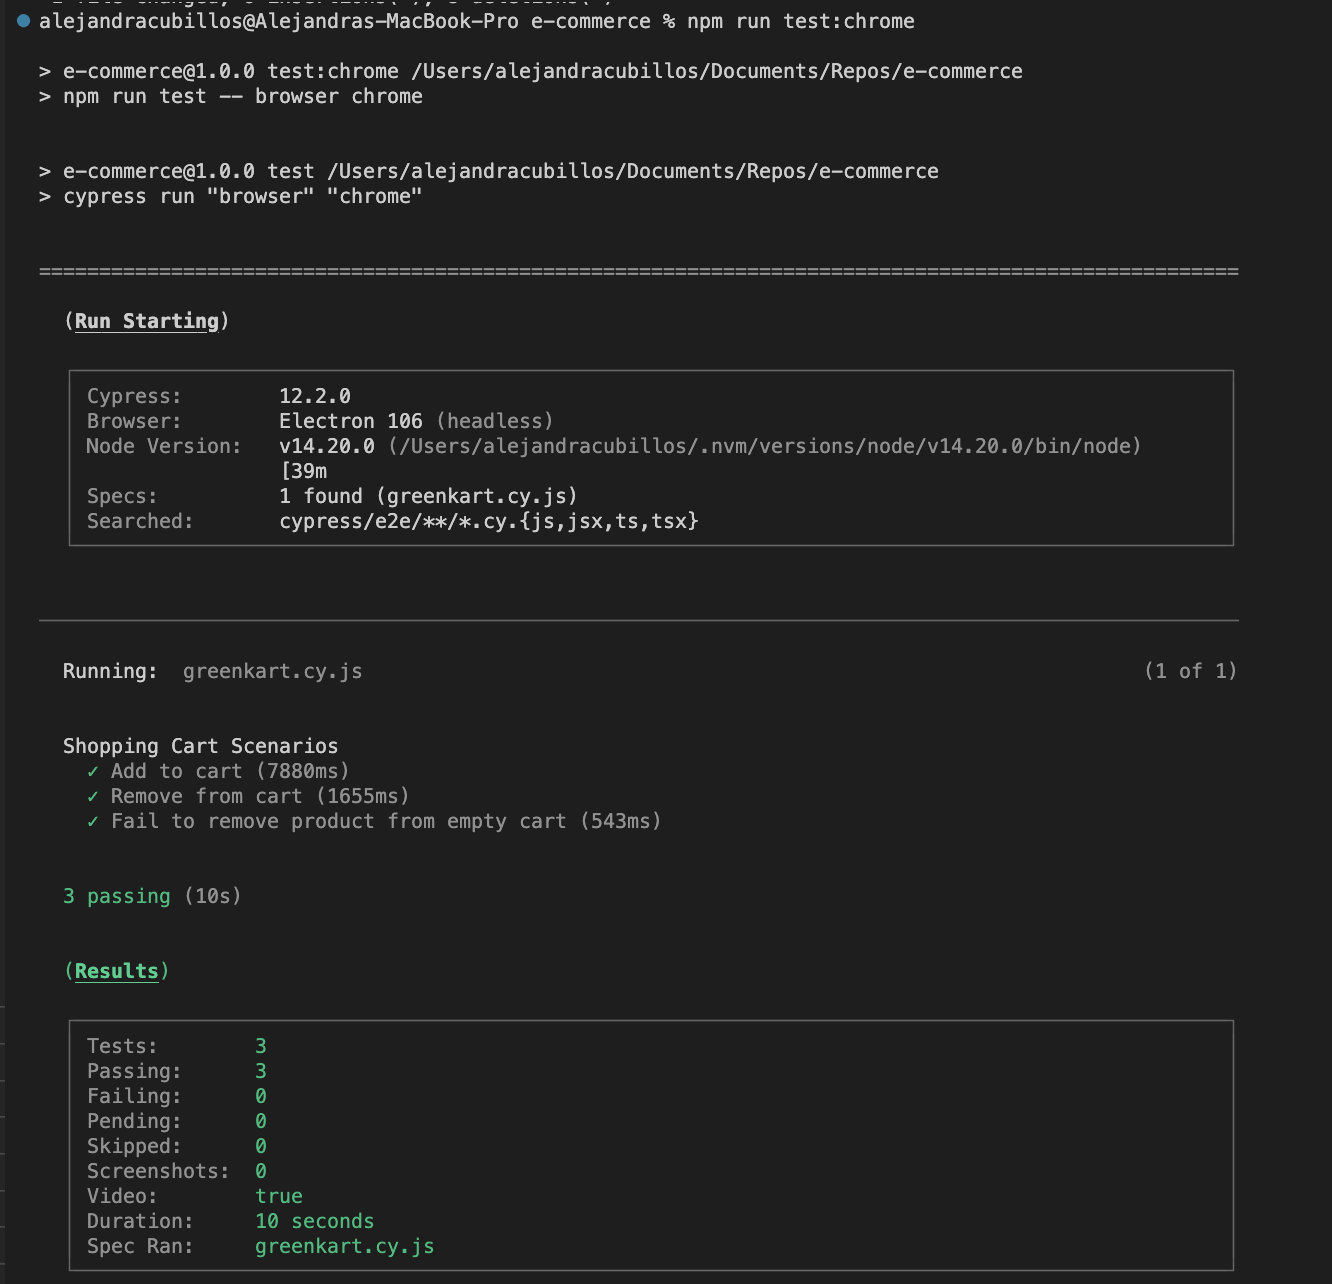 alejandracubillos@Alejandras-MacBook-Pro e-commerce % npm run test:chrome
> e-commerce@1.0.0 test:chrome /Users/alejandracubillos/Documents/Repos/e-commerce
> npm run test -- browser chrome
> e-commerce@1.0.0 test /Users/alejandracubillos/Documents/Repos/e-commerce
> cypress run "browser" "chrome"
====================================================================================================
(Run Starting)
Cypress: 12.2.0
Browser: Electron 106 (headless)
Node Version: v14.20.0 (/Users/alejandracubillos/.nvm/versions/node/v14.20.0/bin/node)
[39m
Specs: 1 found (greenkart.cy.js)
Searched: cypress/e2e/**/*.cy.{js,jsx,ts,tsx}
Running: greenkart.cy.js (1 of 1)
Shopping Cart Scenarios
✓ Add to cart (7880ms)
✓ Remove from cart (1655ms)
✓ Fail to remove product from empty cart (543ms)
3 passing (10s)
(Results)
Tests: 3
Passing: 3
Failing: 0
Pending: 0
Skipped: 0
Screenshots: 0
Video: true
Duration: 10 seconds
Spec Ran: greenkart.cy.js